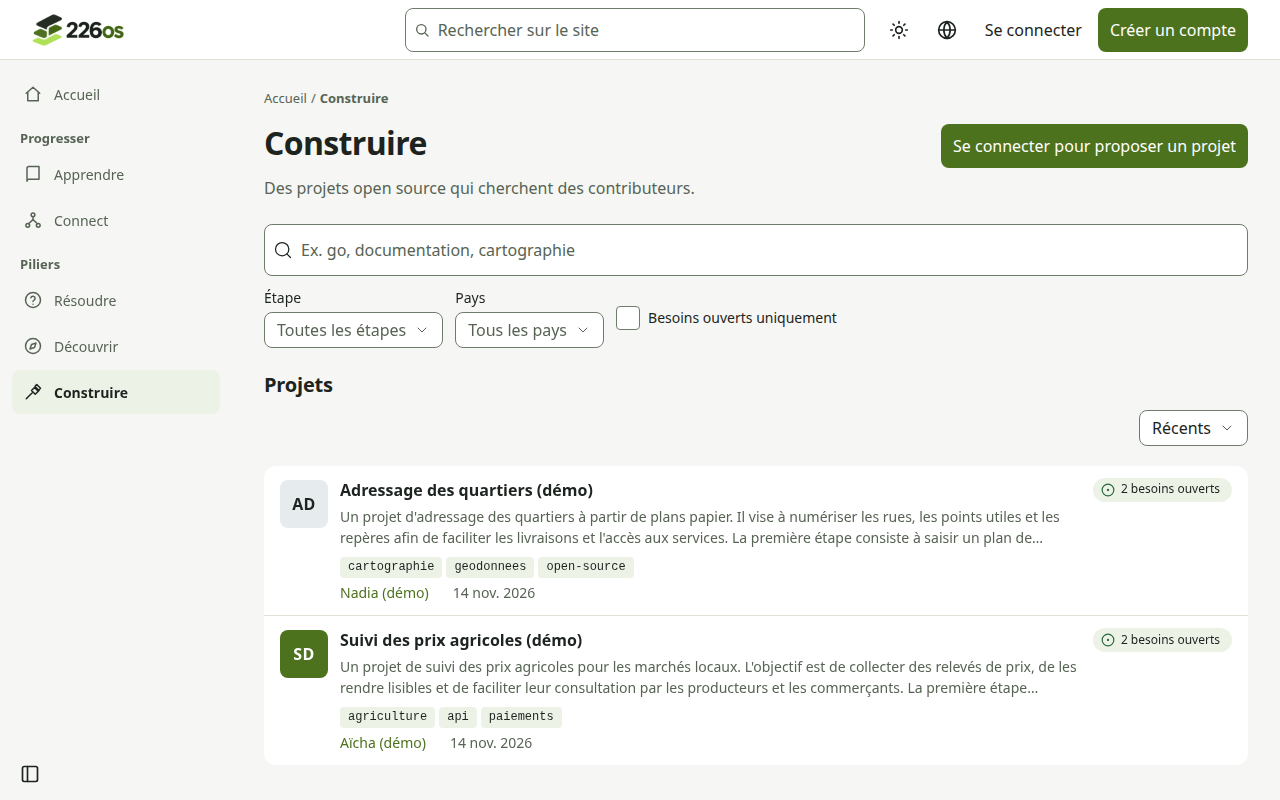 226os
Rechercher sur le site
Se connecter
Créer un compte
Accueil
Progresser
Apprendre
Connect
Piliers
Résoudre
Découvrir
Construire
Accueil / Construire
Construire
Se connecter pour proposer un projet
Des projets open source qui cherchent des contributeurs.
Ex. go, documentation, cartographie
Étape
Pays
Toutes les étapes
Tous les pays
Besoins ouverts uniquement
Projets
Récents
AD
Adressage des quartiers (démo)
2 besoins ouverts
Un projet d'adressage des quartiers à partir de plans papier. Il vise à numériser les rues, les points utiles et les
repères afin de faciliter les livraisons et l'accès aux services. La première étape consiste à saisir un plan de…
cartographie geodonnees open-source
Nadia (démo) 14 nov. 2026
SD
Suivi des prix agricoles (démo)
2 besoins ouverts
Un projet de suivi des prix agricoles pour les marchés locaux. L'objectif est de collecter des relevés de prix, de les
rendre lisibles et de faciliter leur consultation par les producteurs et les commerçants. La première étape…
agriculture api paiements
Aïcha (démo) 14 nov. 2026